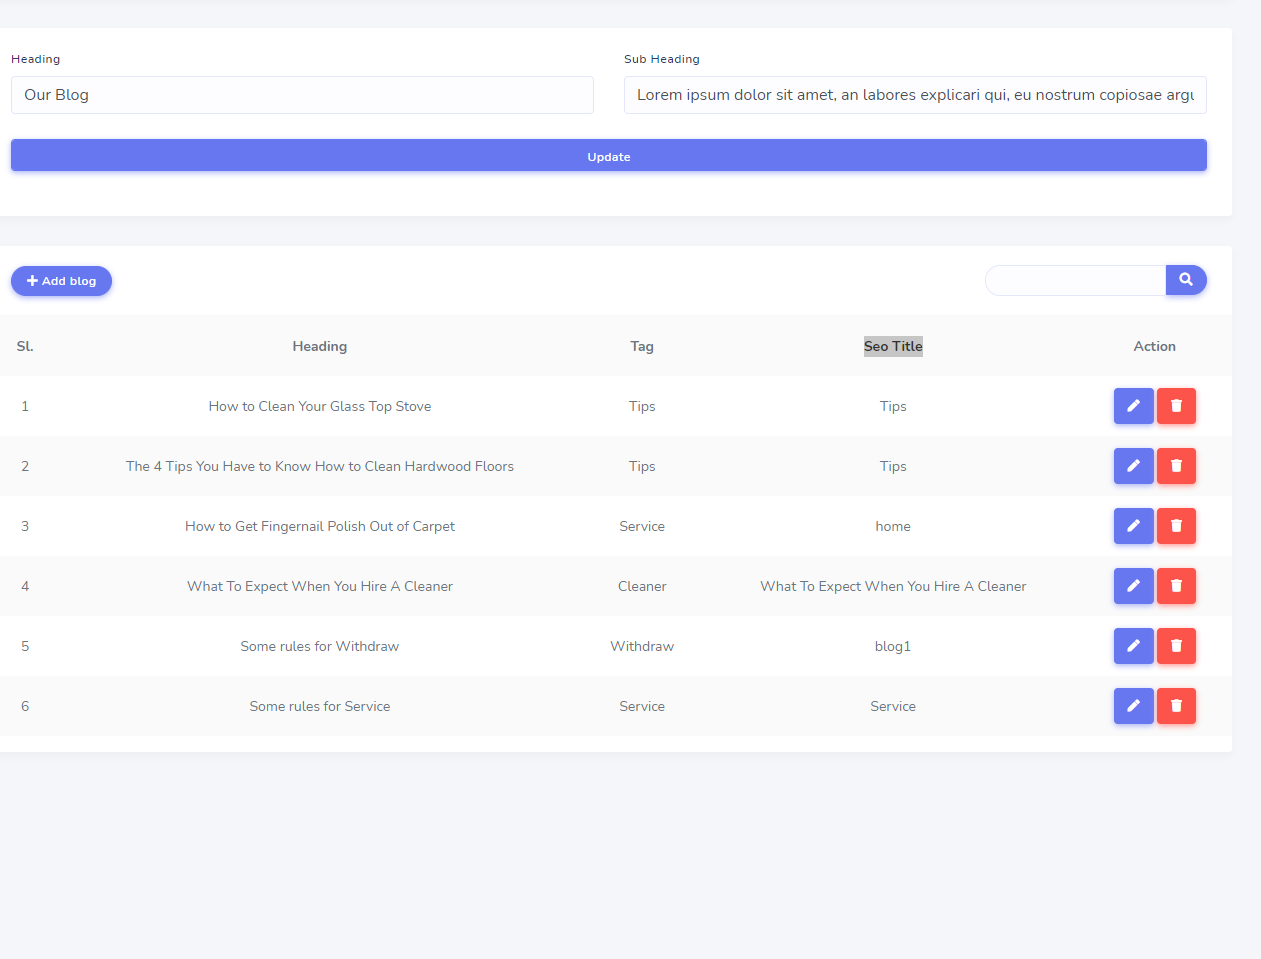 Heading Sub Heading
Our Blog Lorem ipsum dolor sit amet, an labores explicari qui, eu nostrum copiosae argu
Update
Add blog
Sl. Heading Tag Seo Title Action
1 How to Clean Your Glass Top Stove Tips Tips
2 The 4 Tips You Have to Know How to Clean Hardwood Floors Tips Tips
3 How to Get Fingernail Polish Out of Carpet Service home
4 What To Expect When You Hire A Cleaner Cleaner What To Expect When You Hire A Cleaner
5 Some rules for Withdraw Withdraw blog1
6 Some rules for Service Service Service